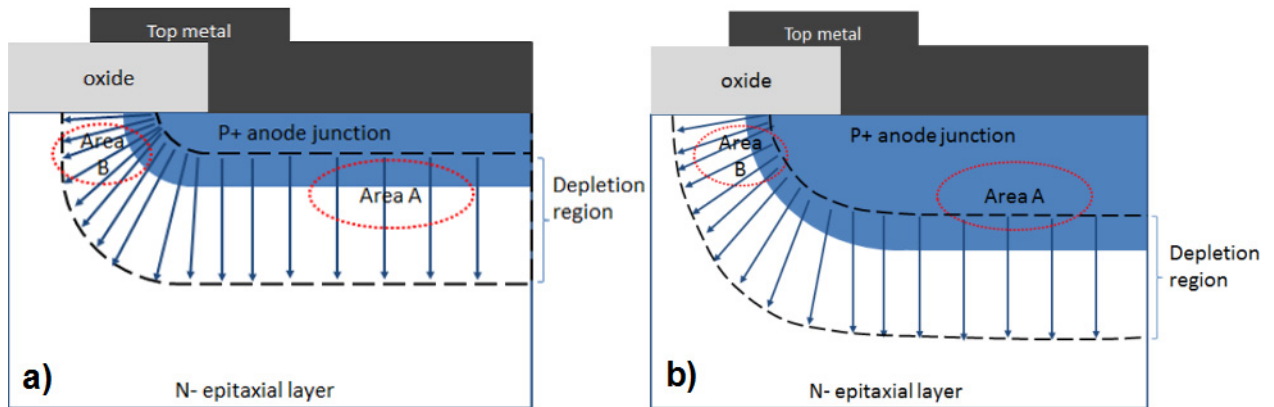 Top metal
oxide
P+ anode junction
Area
B
Area A
Depletion
region
a)
N- epitaxial layer
Top metal
oxide
P+ anode junction
Area
B
Area A
Depletion
region
b)
N- epitaxial layer